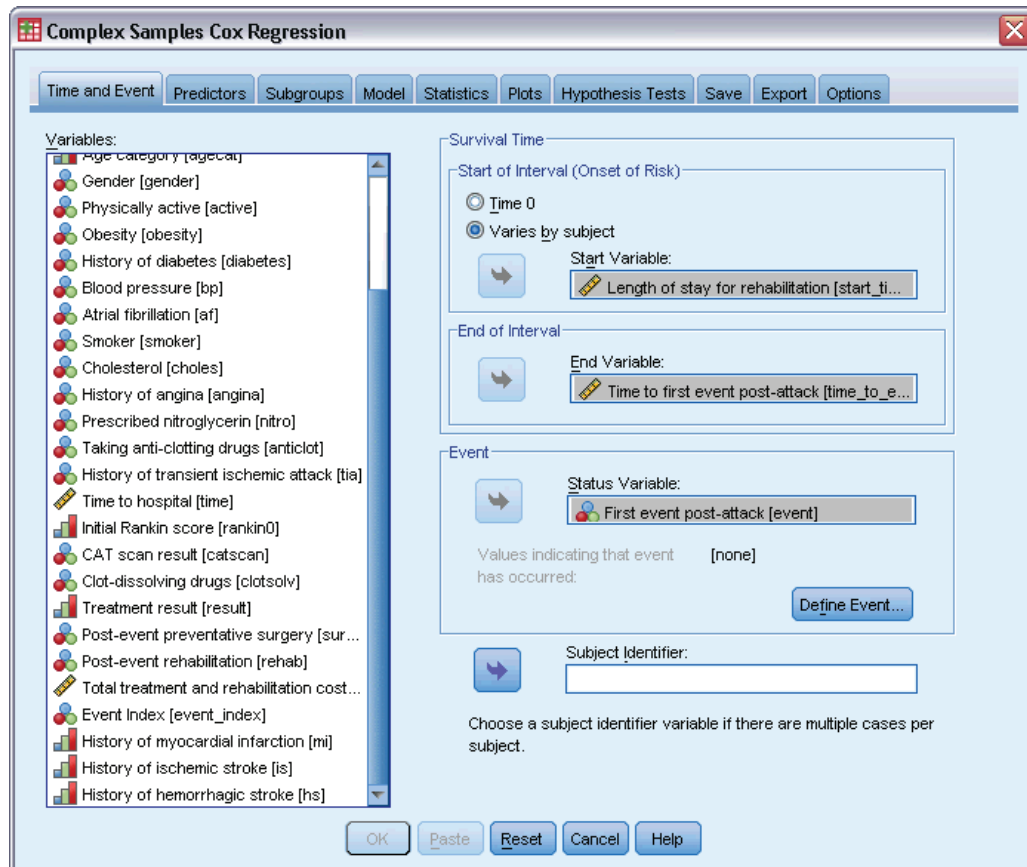 Complex Samples Cox Regression
Time and Event Predictors Subgroups Model Statistics Plots Hypothesis Tests Save Export Options
Variables:
Age category [agecat]
Gender [gender]
Physically active [active]
Obesity [obesity]
History of diabetes [diabetes]
Blood pressure [bp]
Atrial fibrillation [af]
Smoker [smoker]
Cholesterol [choles]
History of angina [angina]
Prescribed nitroglycerin [nitro]
Taking anti-clotting drugs [anticlot]
History of transient ischemic attack [tia]
Time to hospital [time]
Initial Rankin score [rankin0]
CAT scan result [catscan]
Clot-dissolving drugs [clotsolv]
Treatment result [result]
Post-event preventative surgery [sur...
Post-event rehabilitation [rehab]
Total treatment and rehabilitation cost...
Event Index [event_index]
History of myocardial infarction [mi]
History of ischemic stroke [is]
History of hemorrhagic stroke [hs]
Survival Time
Start of Interval (Onset of Risk)
Time 0
Varies by subject
Start Variable:
Length of stay for rehabilitation [start_ti...
End of Interval
End Variable:
Time to first event post-attack [time_to_e...
Event
Status Variable:
First event post-attack [event]
Values indicating that event [none]
has occurred:
Define Event...
Subject Identifier:
Choose a subject identifier variable if there are multiple cases per
subject.
OK Paste Reset Cancel Help